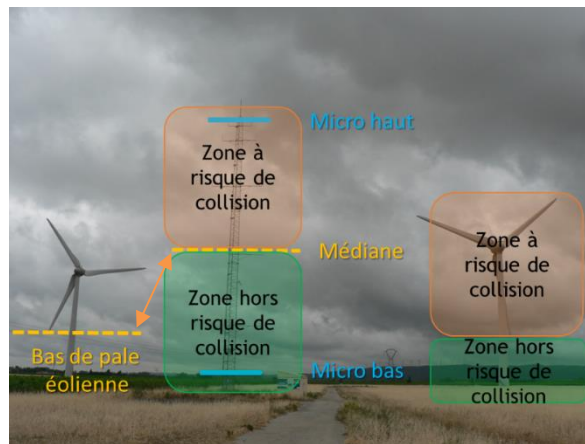 Micro haut
Zone à
risque de
collision
Médiane
Zone à
risque de
collision
Zone hors
risque de
collision
Bas de pale
éolienne
Micro bas
Zone hors
risque de
collision